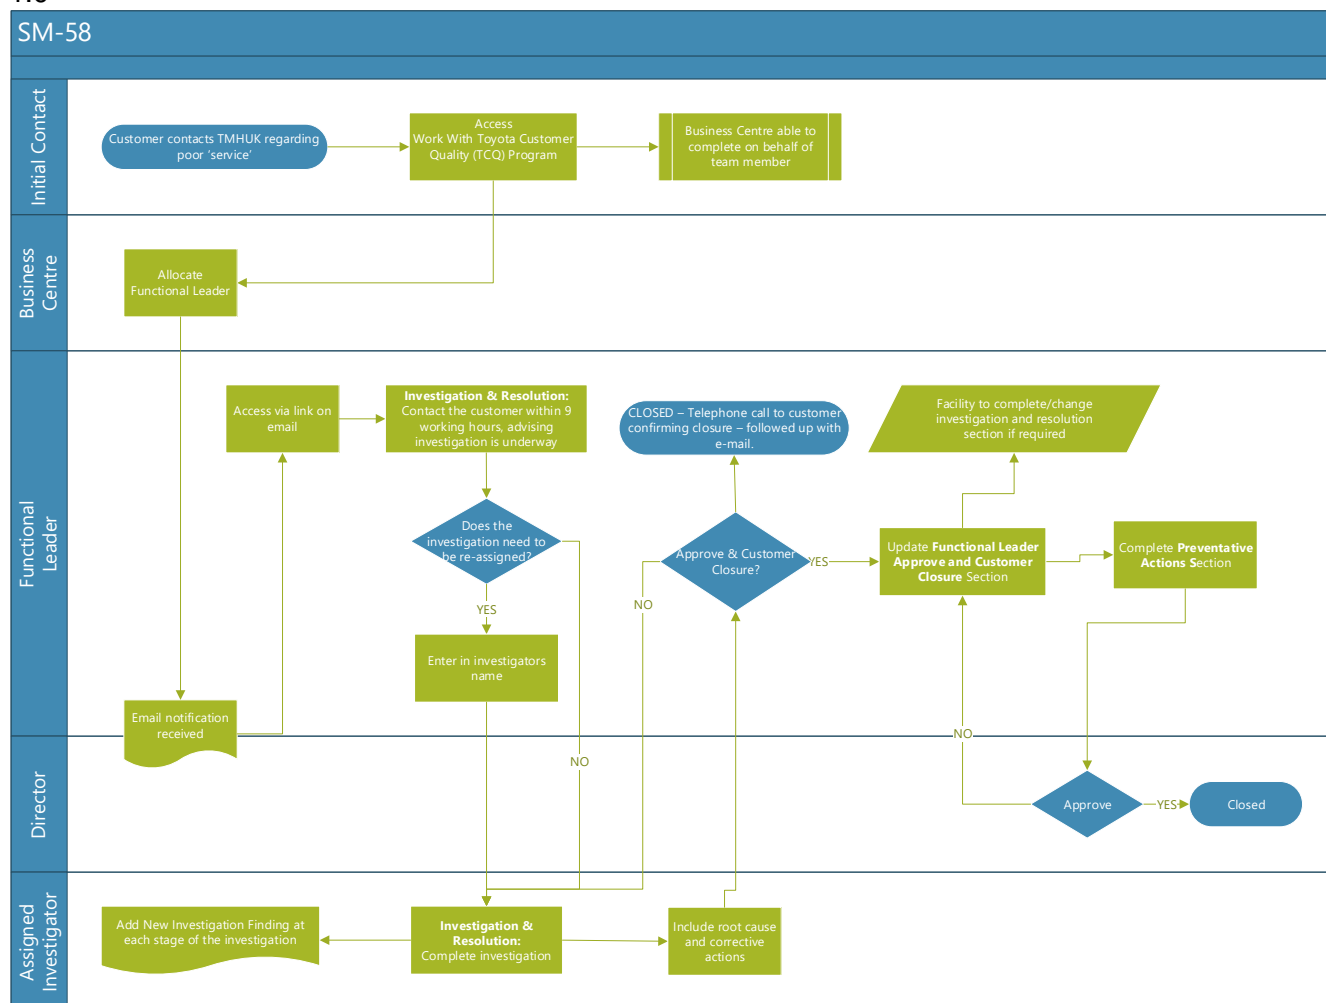 SM-58
Initial Contact
Customer contacts TMHUK regarding
poor ‘service’
Access
Work With Toyota Customer
Quality (TCQ) Program
Business Centre able to
complete on behalf of
team member
Business
Centre
Allocate
Functional Leader
Functional
Leader
Access via link on
email
Investigation & Resolution:
Contact the customer within 9
working hours, advising
investigation is underway
CLOSED – Telephone call to customer
confirming closure – followed up with
e-mail.
Facility to complete/change
investigation and resolution
section if required
Does the
investigation need to
be re-assigned?
Approve & Customer
Closure?
YES
Update Functional Leader
Approve and Customer
Closure Section
Complete Preventative
Actions Section
YES
NO
Enter in investigators
name
Email notification
received
NO
NO
Director
Approve
YES
Closed
Assigned
Investigator
Add New Investigation Finding at
each stage of the investigation
Investigation &
Resolution:
Complete investigation
Include root cause
and corrective
actions